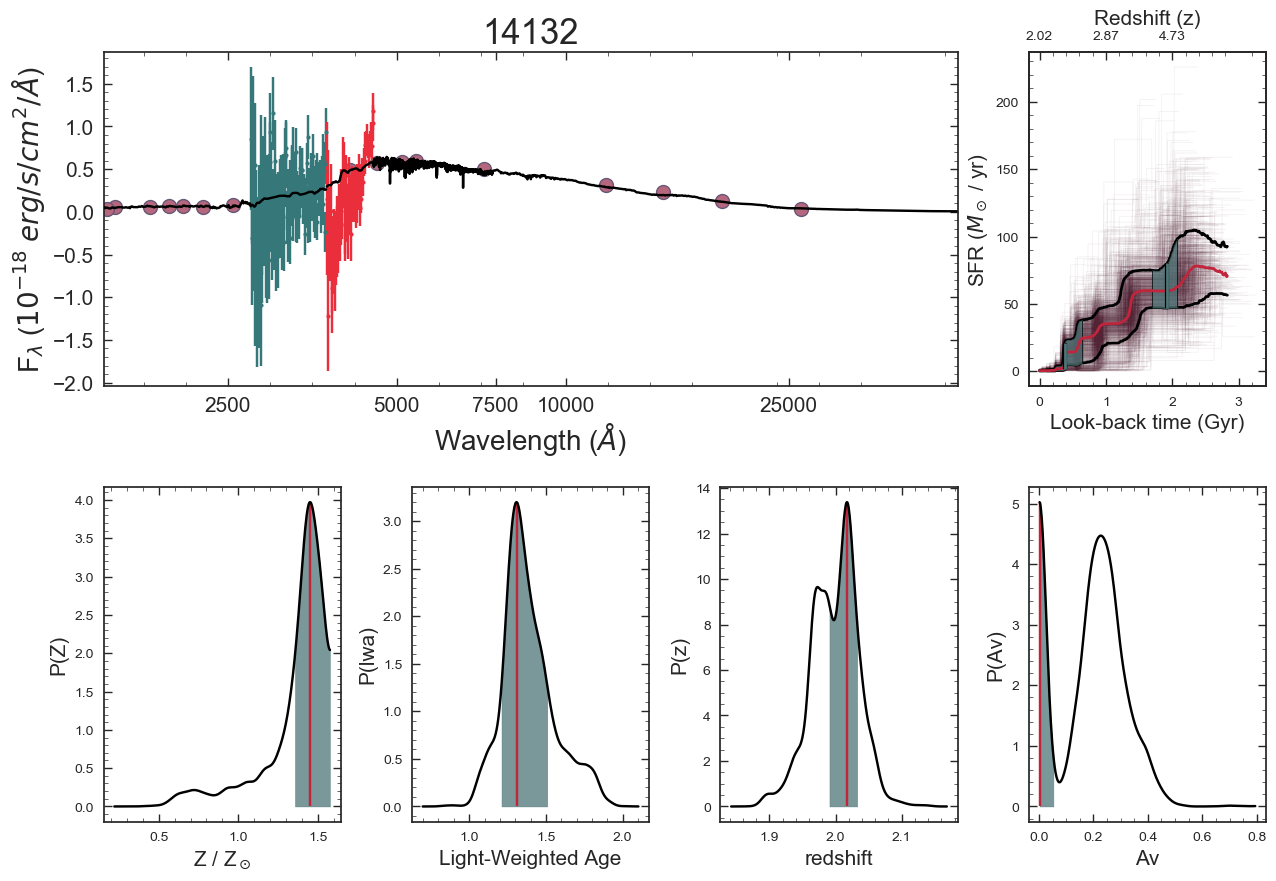 14132
F_λ (10^−18 erg/s/cm^2/Å)
1.5
1.0
0.5
0.0
−0.5
−1.0
−1.5
−2.0
2500 5000 7500 10000 25000
Wavelength (Å)
Redshift (z)
2.02 2.87 4.73
SFR (M_⊙ / yr)
200
150
100
50
0
0 1 2 3
Look-back time (Gyr)
P(Z)
4.0
3.5
3.0
2.5
2.0
1.5
1.0
0.5
0.0
0.5 1.0 1.5
Z / Z_⊙
P(lwa)
3.0
2.5
2.0
1.5
1.0
0.5
0.0
1.0 1.5 2.0
Light-Weighted Age
P(z)
14
12
10
8
6
4
2
0
1.9 2.0 2.1
redshift
P(Av)
5
4
3
2
1
0
0.0 0.2 0.4 0.6 0.8
Av